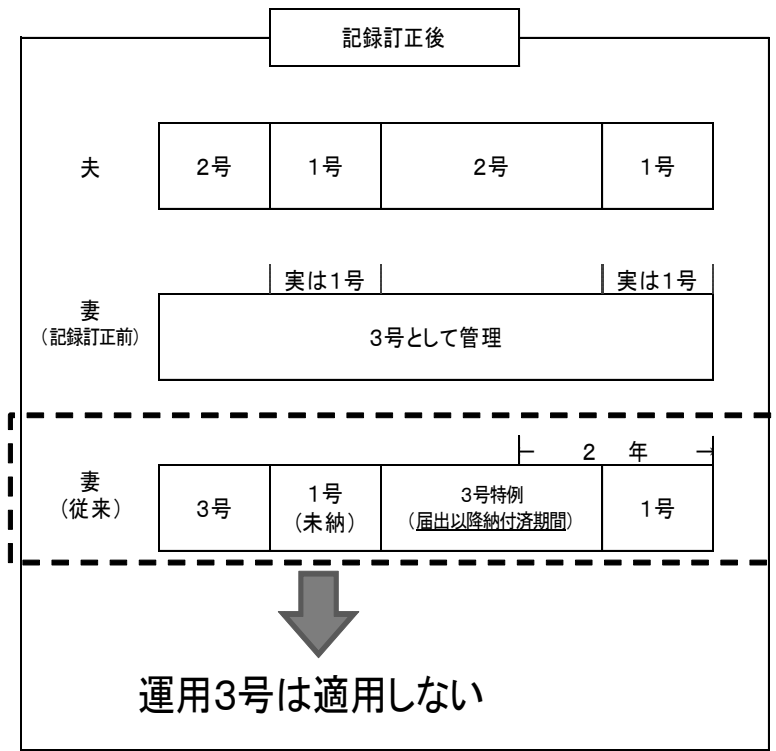 記録訂正後
夫
2号
1号
2号
1号
実は1号
実は1号
妻
(記録訂正前)
3号として管理
2 年
妻
(従来)
3号
1号
(未納)
3号特例
(届出以降納付済期間)
1号
運用3号は適用しない